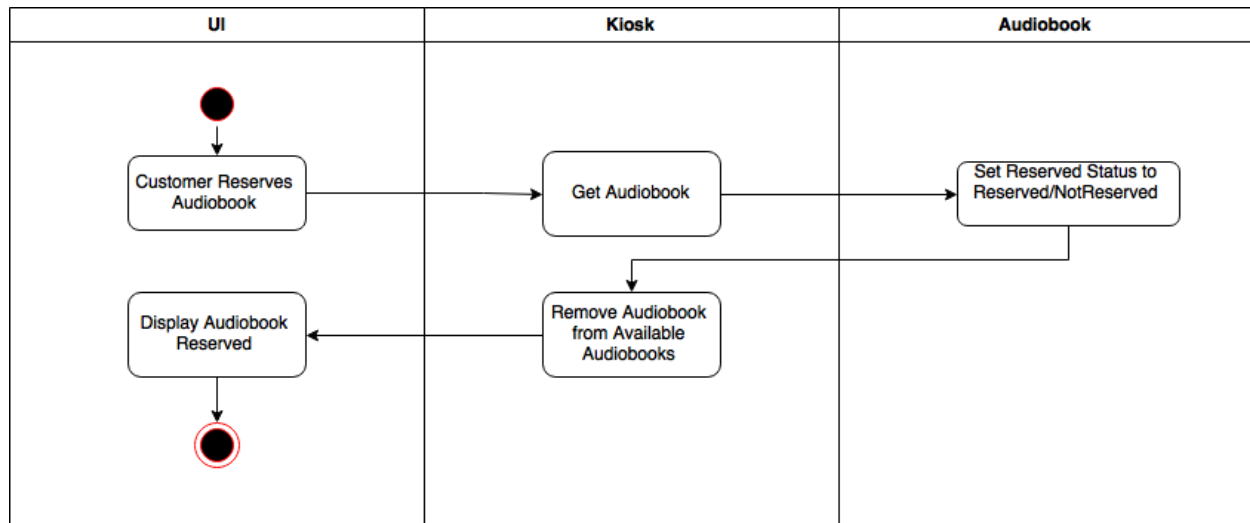 UI
Kiosk
Audiobook
Customer Reserves
Audiobook
Get Audiobook
Set Reserved Status to
Reserved/NotReserved
Remove Audiobook
from Available
Audiobooks
Display Audiobook
Reserved